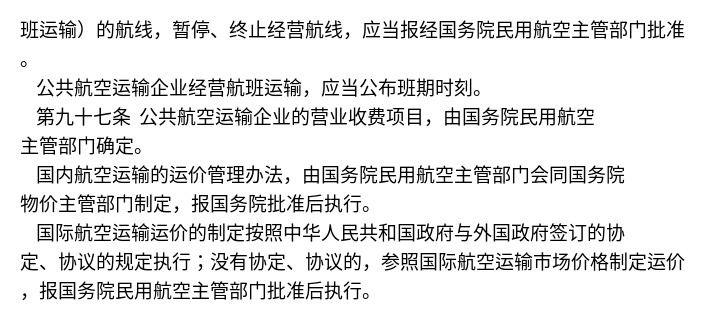 班运输）的航线，暂停、终止经营航线，应当报经国务院民用航空主管部门批准
。
公共航空运输企业经营航班运输，应当公布班期时刻。
第九十七条 公共航空运输企业的营业收费项目，由国务院民用航空
主管部门确定。
国内航空运输的运价管理办法，由国务院民用航空主管部门会同国务院
物价主管部门制定，报国务院批准后执行。
国际航空运输运价的制定按照中华人民共和国政府与外国政府签订的协
定、协议的规定执行；没有协定、协议的，参照国际航空运输市场价格制定运价
，报国务院民用航空主管部门批准后执行。